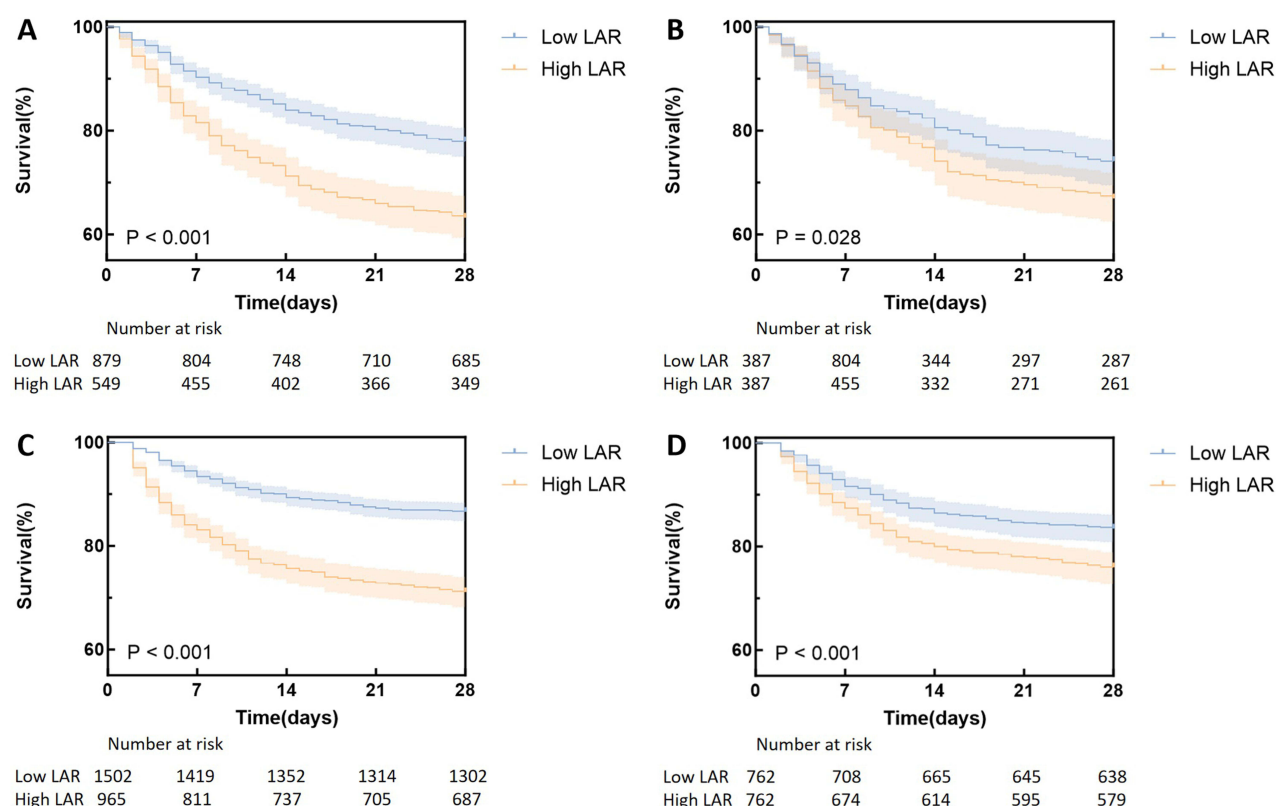 A
Low LAR
High LAR
100
80
60
Survival(%)
P < 0.001
0 7 14 21 28
Time(days)
Number at risk
Low LAR 879 804 748 710 685
High LAR 549 455 402 366 349
B
Low LAR
High LAR
100
80
60
Survival(%)
P = 0.028
0 7 14 21 28
Time(days)
Number at risk
Low LAR 387 804 344 297 287
High LAR 387 455 332 271 261
C
Low LAR
High LAR
100
80
60
Survival(%)
P < 0.001
0 7 14 21 28
Time(days)
Number at risk
Low LAR 1502 1419 1352 1314 1302
High LAR 965 811 737 705 687
D
Low LAR
High LAR
100
80
60
Survival(%)
P < 0.001
0 7 14 21 28
Time(days)
Number at risk
Low LAR 762 708 665 645 638
High LAR 762 674 614 595 579